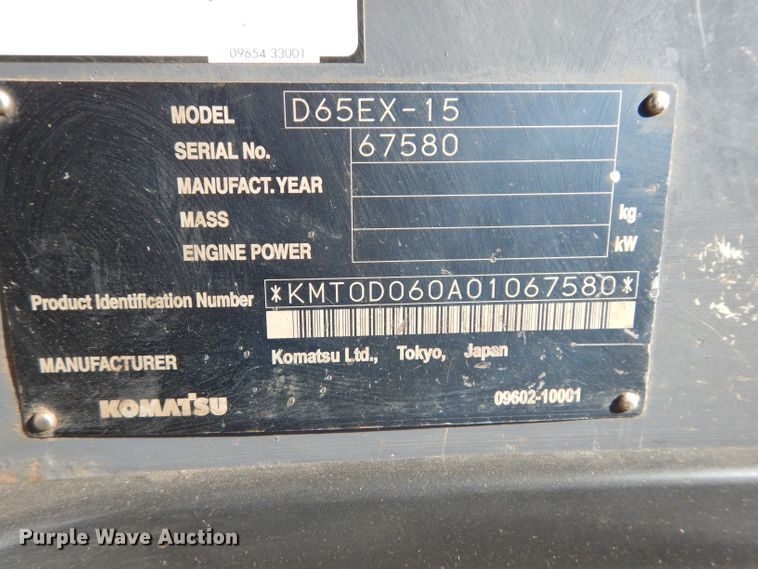 09654 33001
MODEL D65EX-15
SERIAL No. 67580
MANUFACT. YEAR
MASS kg
ENGINE POWER kW
Product Identification Number *KMT0D060A01067580*
MANUFACTURER Komatsu Ltd., Tokyo, Japan
KOMATSU 09602-10001
Purple Wave Auction